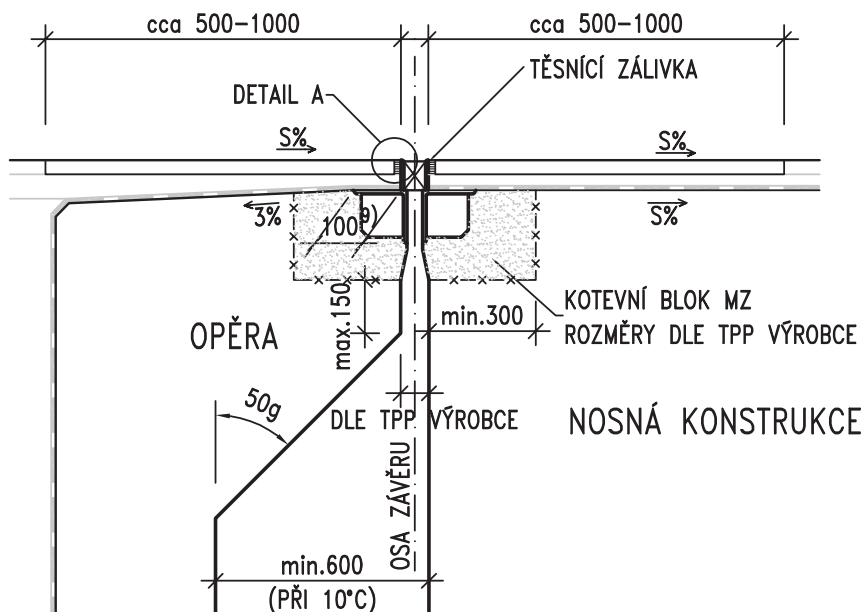 cca 500-1000
cca 500-1000
DETAIL A
TĚSNÍCÍ ZÁLIVKA
S%
S%
3%
100 9)
S%
max.150
min.300
KOTEVNÍ BLOK MZ
ROZMĚRY DLE TPP VÝROBCE
OPĚRA
50g
DLE TPP VÝROBCE
NOSNÁ KONSTRUKCE
OSA ZÁVĚRU
min.600
(PŘI 10°C)